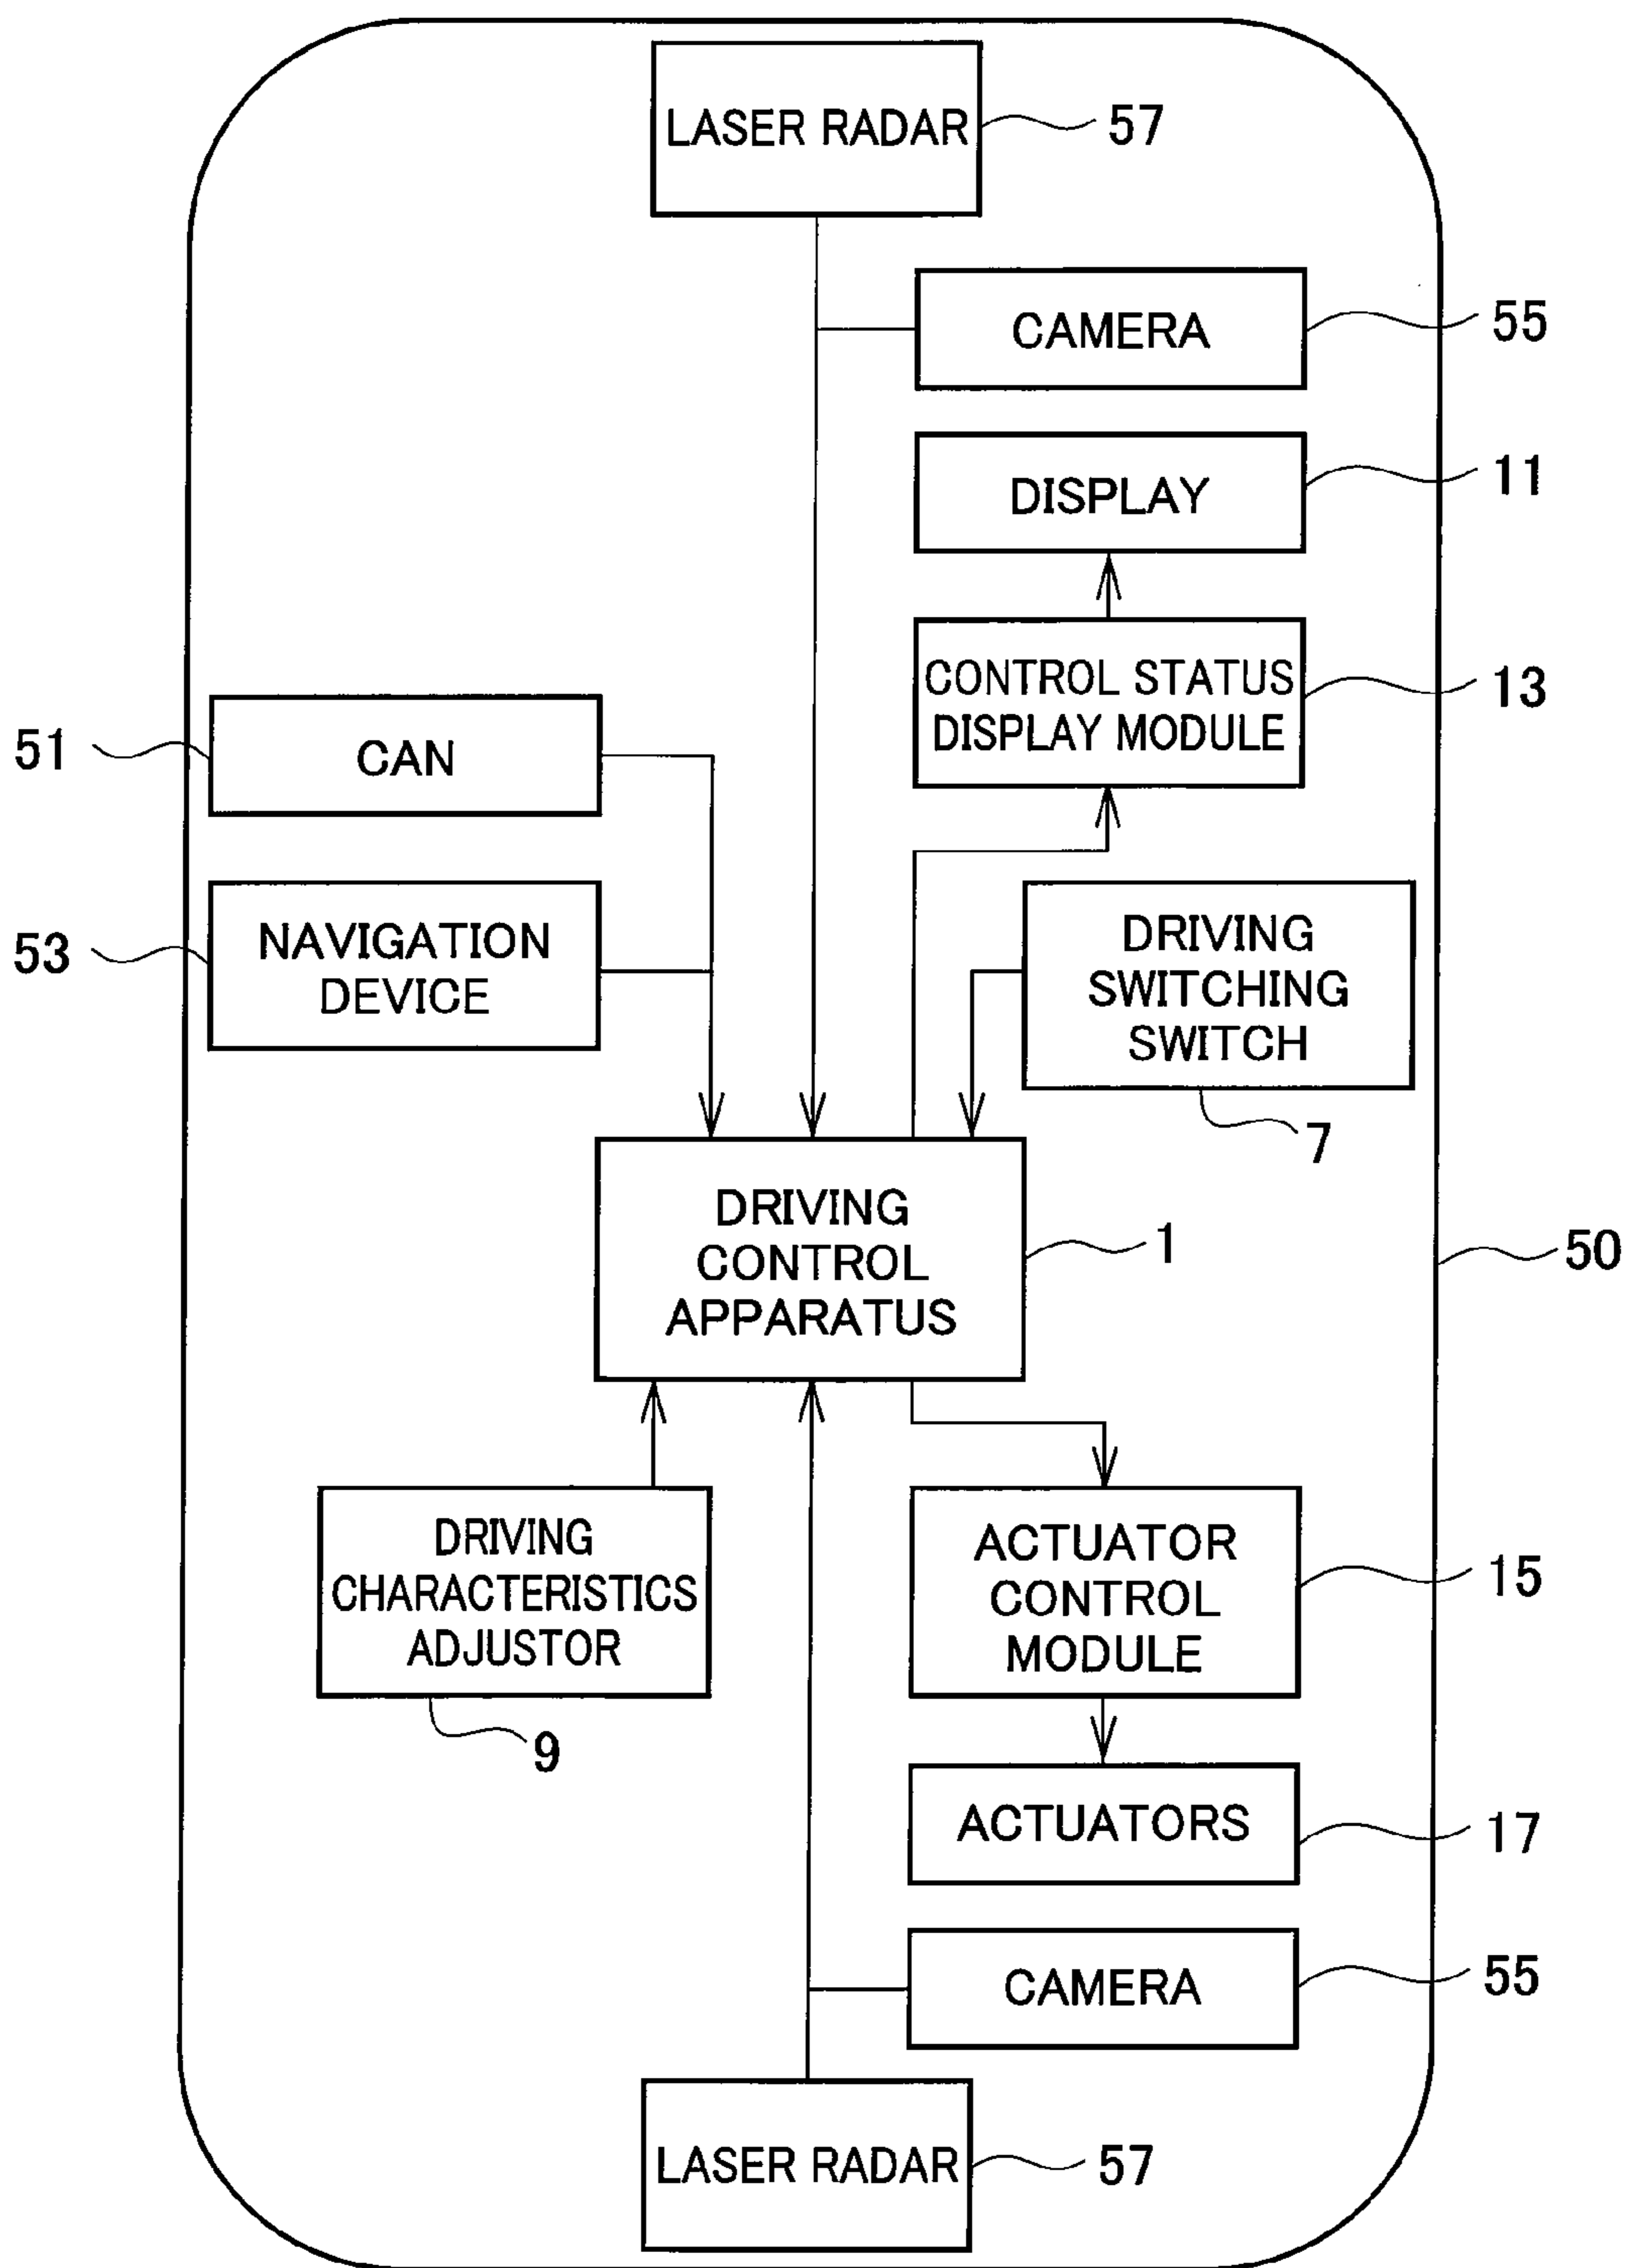 LASER RADAR
57
CAMERA
55
DISPLAY
11
CONTROL STATUS
DISPLAY MODULE
13
51
CAN
53
NAVIGATION
DEVICE
DRIVING
SWITCHING
SWITCH
7
DRIVING
CONTROL
APPARATUS
1
50
DRIVING
CHARACTERISTICS
ADJUSTOR
9
ACTUATOR
CONTROL
MODULE
15
ACTUATORS
17
CAMERA
55
LASER RADAR
57